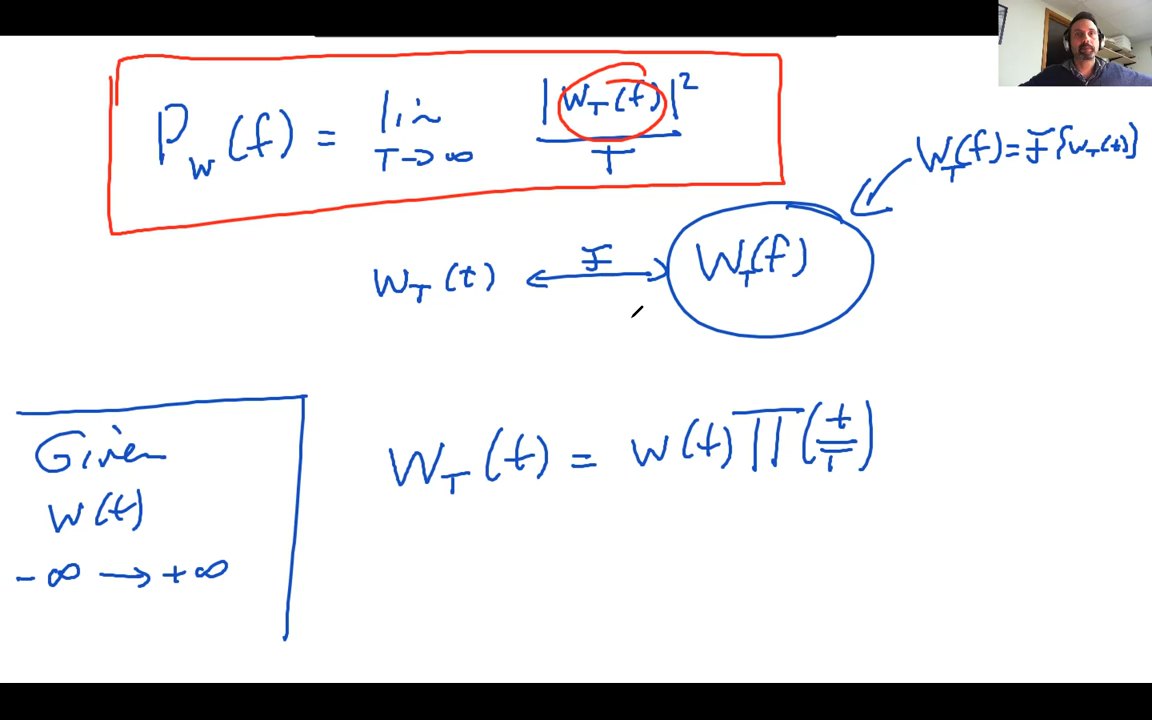 P_w(f) = lim_{T→∞} |W_T(f)|² / T
W_T(f) = ℱ{w_T(t)}
w_T(t) ←ℱ→ W_T(f)
Given
w(t)
-∞ → +∞
w_T(t) = w(t) Π(t/T)